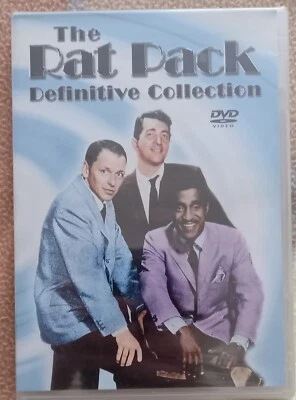 The
Rat Pack
Definitive Collection
DVD
VIDEO